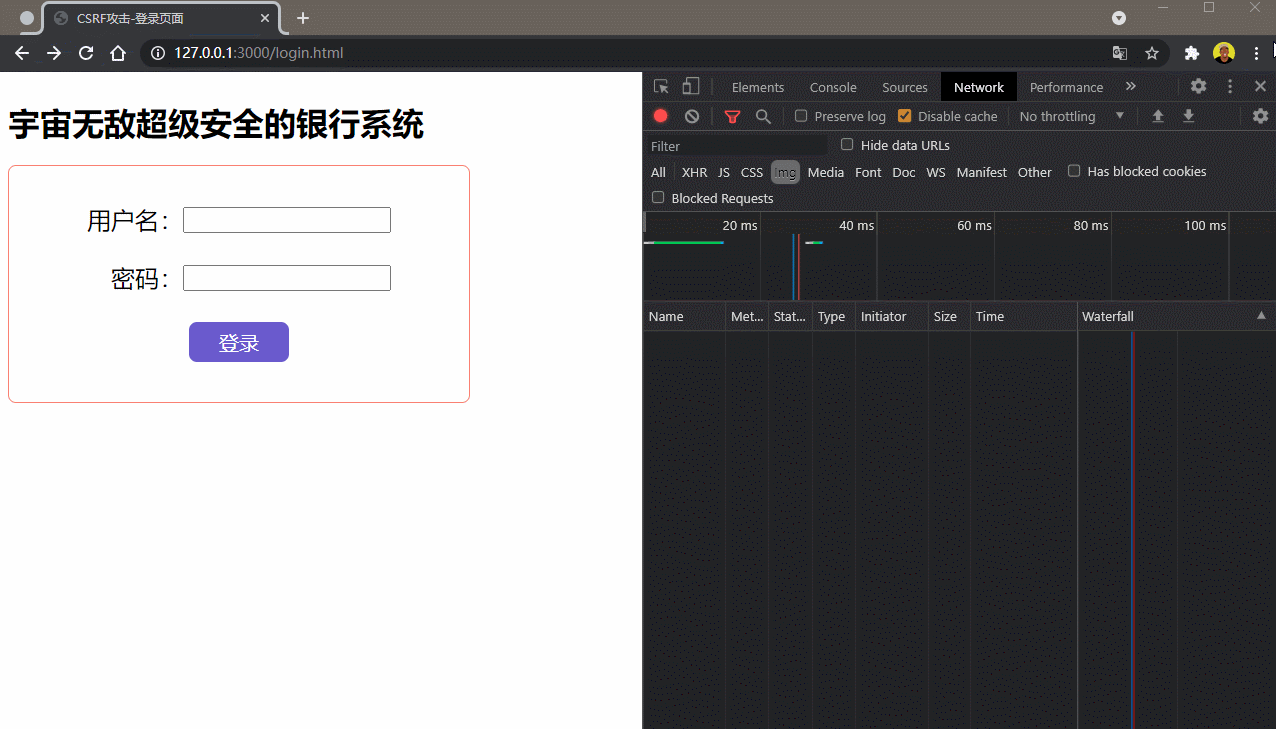 CSRF攻击-登录页面
127.0.0.1:3000/login.html
宇宙无敌超级安全的银行系统
用户名：
密码：
登录
Elements Console Sources Network Performance
Preserve log Disable cache No throttling
Filter Hide data URLs
All XHR JS CSS Img Media Font Doc WS Manifest Other Has blocked cookies
Blocked Requests
20 ms 40 ms 60 ms 80 ms 100 ms
Name Met... Stat... Type Initiator Size Time Waterfall